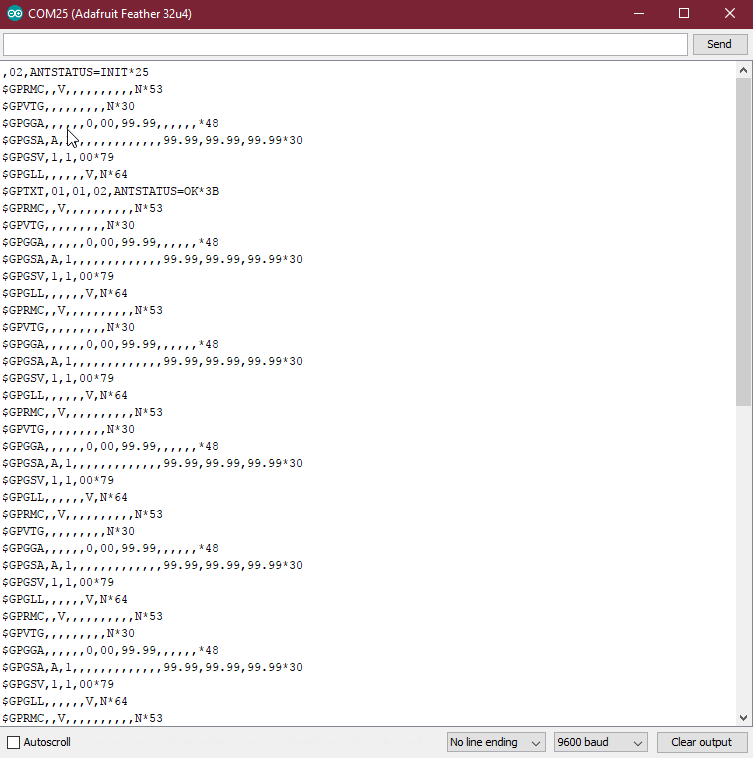 COM25 (Adafruit Feather 32u4)
Send
,02,ANTSTATUS=INIT*25
$GPRMC,,V,,,,,,,,,,N*53
$GPVTG,,,,,,,,,N*30
$GPGGA,,,,,,0,00,99.99,,,,,,*48
$GPGSA,A,1,,,,,,,,,,,,,99.99,99.99,99.99*30
$GPGSV,1,1,00*79
$GPGLL,,,,,,V,N*64
$GPTXT,01,01,02,ANTSTATUS=OK*3B
$GPRMC,,V,,,,,,,,,,N*53
$GPVTG,,,,,,,,,N*30
$GPGGA,,,,,,0,00,99.99,,,,,,*48
$GPGSA,A,1,,,,,,,,,,,,,99.99,99.99,99.99*30
$GPGSV,1,1,00*79
$GPGLL,,,,,,V,N*64
$GPRMC,,V,,,,,,,,,,N*53
$GPVTG,,,,,,,,,N*30
$GPGGA,,,,,,0,00,99.99,,,,,,*48
$GPGSA,A,1,,,,,,,,,,,,,99.99,99.99,99.99*30
$GPGSV,1,1,00*79
$GPGLL,,,,,,V,N*64
$GPRMC,,V,,,,,,,,,,N*53
$GPVTG,,,,,,,,,N*30
$GPGGA,,,,,,0,00,99.99,,,,,,*48
$GPGSA,A,1,,,,,,,,,,,,,99.99,99.99,99.99*30
$GPGSV,1,1,00*79
$GPGLL,,,,,,V,N*64
$GPRMC,,V,,,,,,,,,,N*53
$GPVTG,,,,,,,,,N*30
$GPGGA,,,,,,0,00,99.99,,,,,,*48
$GPGSA,A,1,,,,,,,,,,,,,99.99,99.99,99.99*30
$GPGSV,1,1,00*79
$GPGLL,,,,,,V,N*64
$GPRMC,,V,,,,,,,,,,N*53
$GPVTG,,,,,,,,,N*30
$GPGGA,,,,,,0,00,99.99,,,,,,*48
$GPGSA,A,1,,,,,,,,,,,,,99.99,99.99,99.99*30
$GPGSV,1,1,00*79
$GPGLL,,,,,,V,N*64
$GPRMC,,V,,,,,,,,,,N*53
Autoscroll
No line ending
9600 baud
Clear output